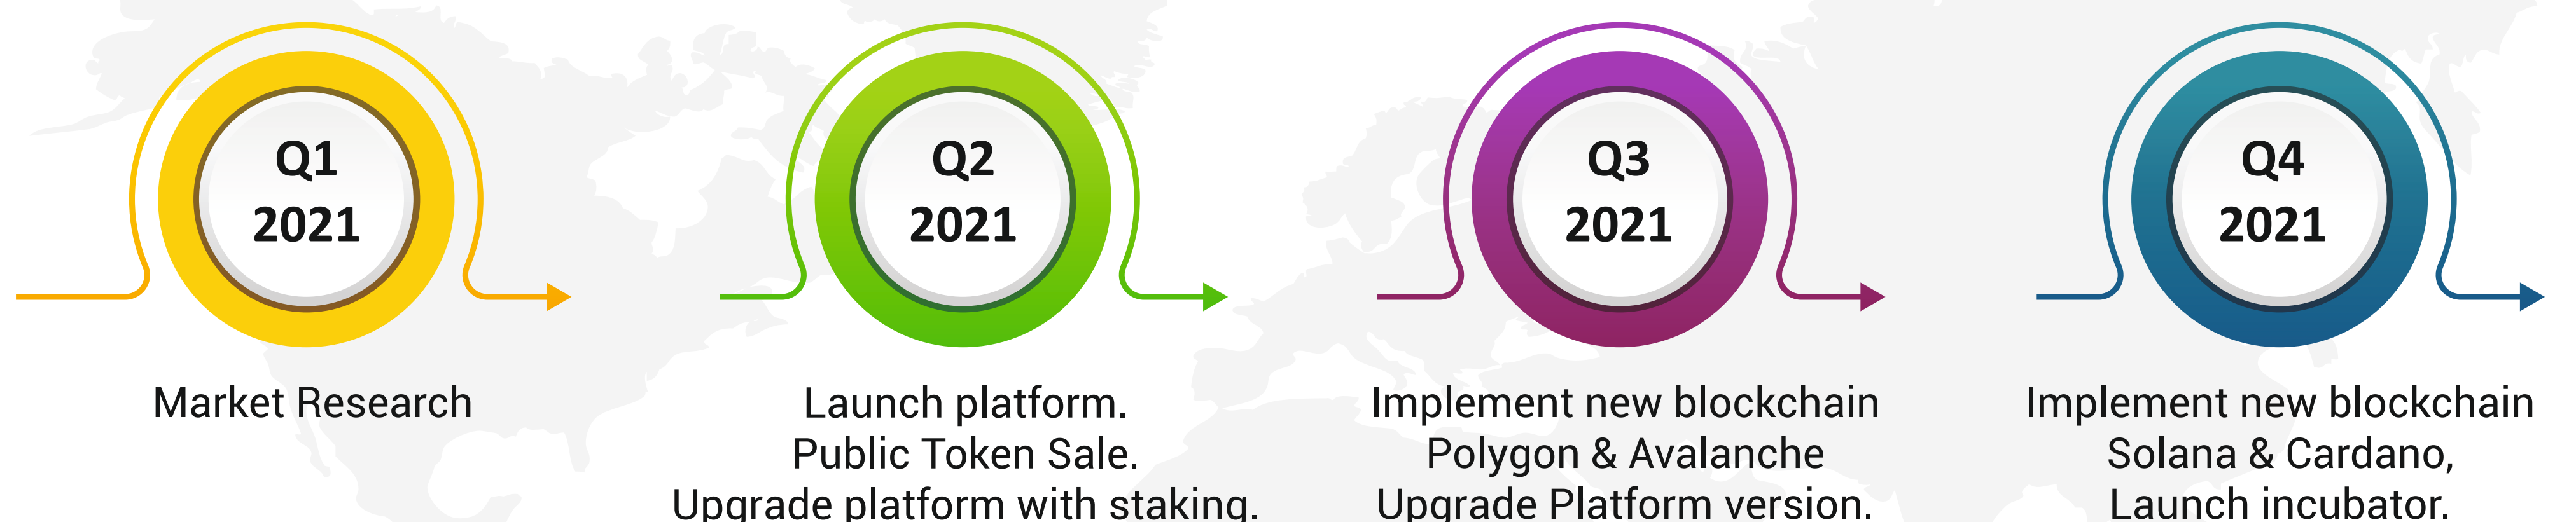 Q1
2021
Q2
2021
Q3
2021
Q4
2021
Market Research
Launch platform.
Public Token Sale.
Upgrade platform with staking.
Implement new blockchain
Polygon & Avalanche
Upgrade Platform version.
Implement new blockchain
Solana & Cardano,
Launch incubator.